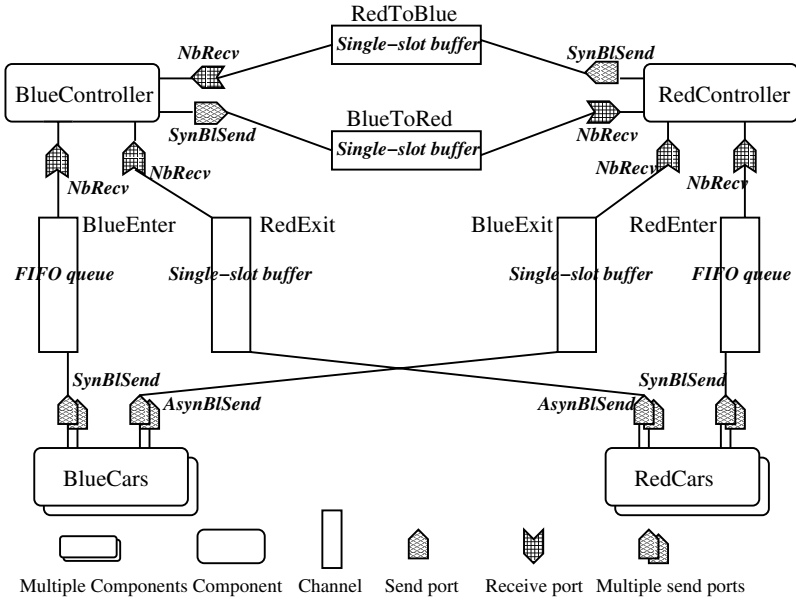 RedToBlue
Single-slot buffer
NbRecv
SynBlSend
BlueController
RedController
BlueToRed
SynBlSend
Single-slot buffer
NbRecv
NbRecv
NbRecv
NbRecv
NbRecv
BlueEnter
RedExit
BlueExit
RedEnter
FIFO queue
Single-slot buffer
Single-slot buffer
FIFO queue
SynBlSend
SynBlSend
AsynBlSend
AsynBlSend
BlueCars
RedCars
Multiple Components
Component
Channel
Send port
Receive port
Multiple send ports